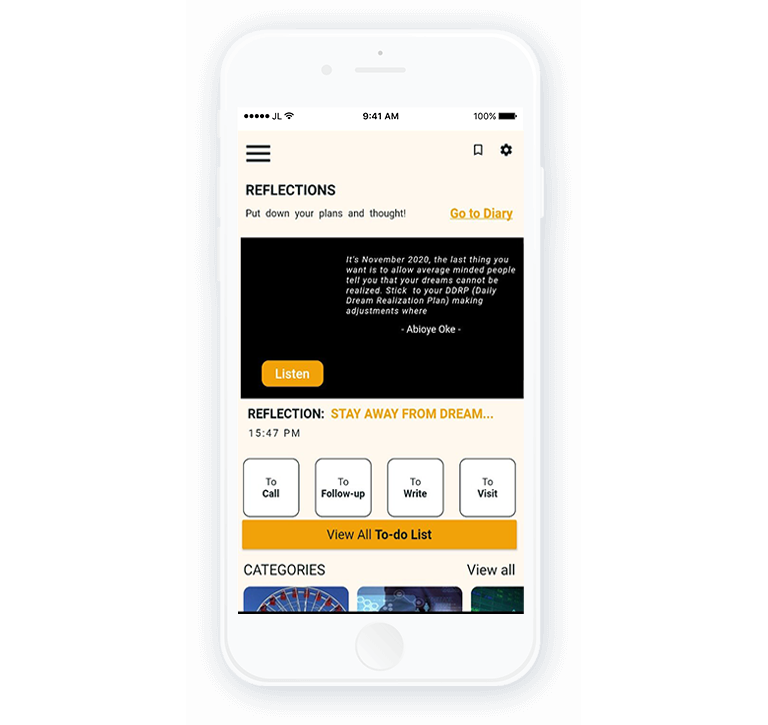 JL 9:41 AM 100%
REFLECTIONS
Put down your plans and thought! Go to Diary
It's November 2020, the last thing you
want is to allow average minded people
tell you that your dreams cannot be
realized. Stick to your DDRP (Daily
Dream Realization Plan) making
adjustments where
- Abioye Oke -
Listen
REFLECTION: STAY AWAY FROM DREAM...
15:47 PM
To
Call
To
Follow-up
To
Write
To
Visit
View All To-do List
CATEGORIES View all